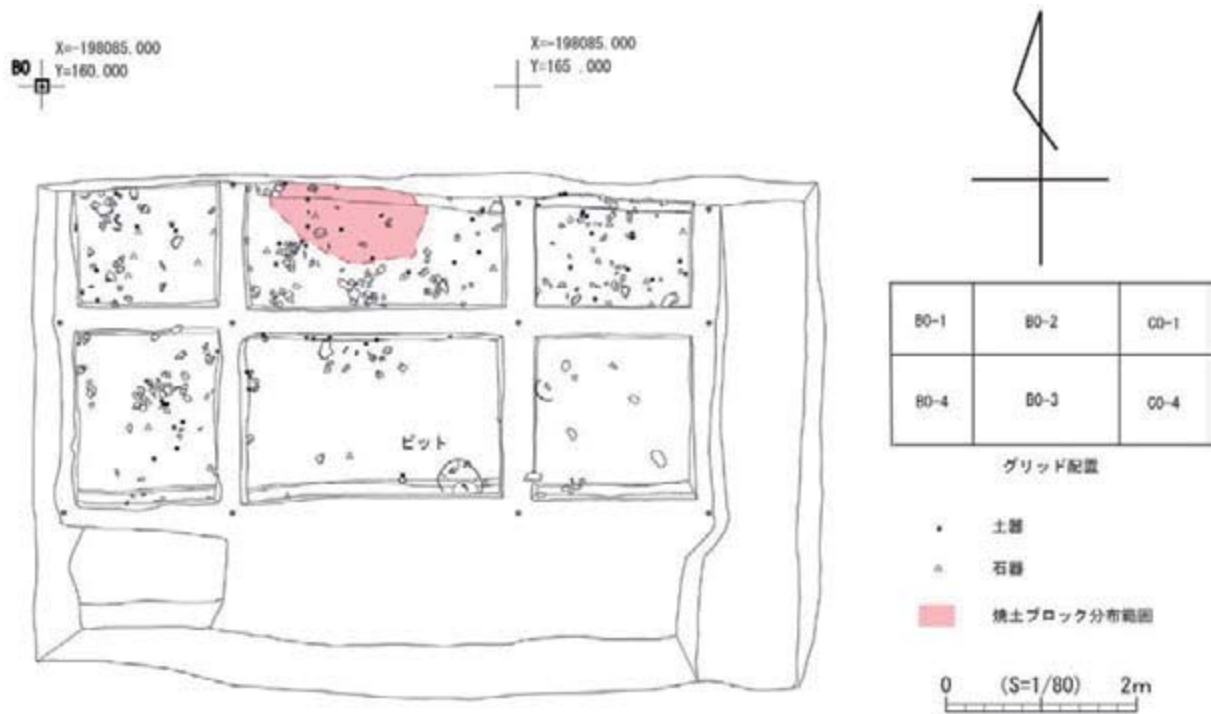 X=-198085.000
B0
Y=160.000
X=-198085.000
Y=165 .000
ピット
B0-1
B0-2
C0-1
B0-4
B0-3
C0-4
グリッド配置
土器
石器
焼土ブロック分布範囲
0 (S=1/80) 2m